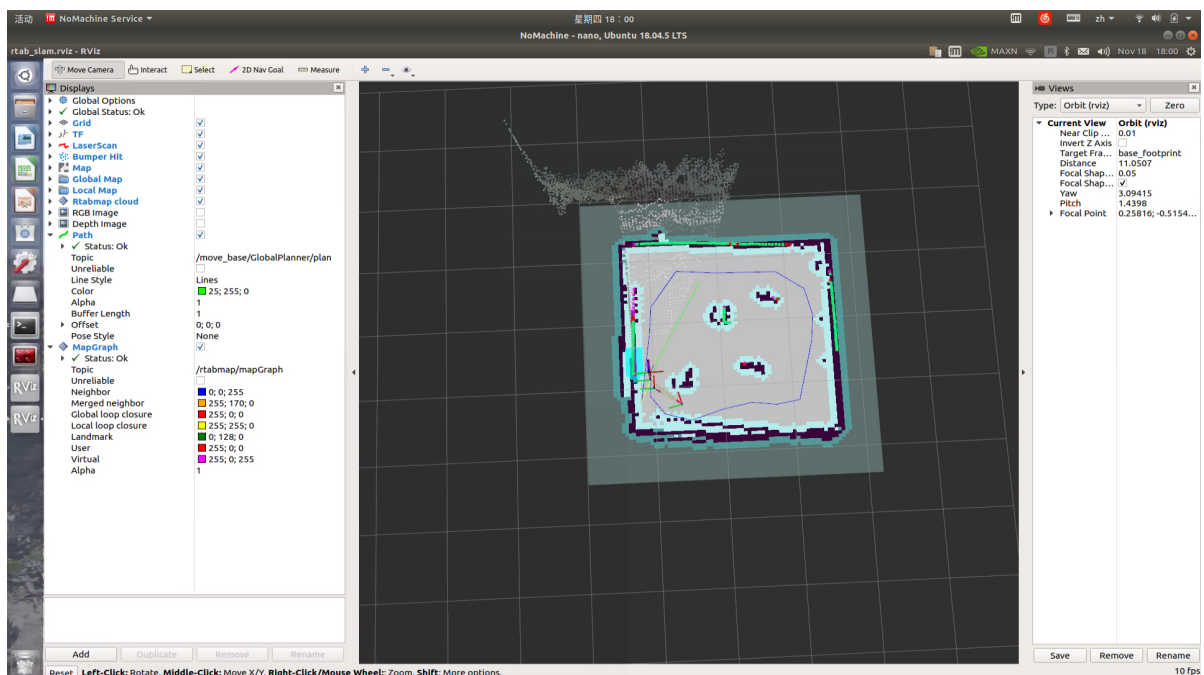 活动 NoMachine Service 星期四 18：00 zh
NoMachine - nano, Ubuntu 18.04.5 LTS
rtab_slam.rviz - RViz MAXN Nov 18 18:00
Move Camera Interact Select 2D Nav Goal Measure
Displays
Global Options
Global Status: Ok
Grid
TF
LaserScan
Bumper Hit
Map
Global Map
Local Map
Rtabmap cloud
RGB Image
Depth Image
Path
Status: Ok
Topic /move_base/GlobalPlanner/plan
Unreliable
Line Style Lines
Color 25; 255; 0
Alpha 1
Buffer Length 1
Offset 0; 0; 0
Pose Style None
MapGraph
Status: Ok
Topic /rtabmap/mapGraph
Unreliable
Neighbor 0; 0; 255
Merged neighbor 255; 170; 0
Global loop closure 255; 0; 0
Local loop closure 255; 255; 0
Landmark 0; 128; 0
User 255; 0; 0
Virtual 255; 0; 255
Alpha 1
Add Duplicate Remove Rename
Reset Left-Click: Rotate. Middle-Click: Move X/Y. Right-Click/Mouse Wheel:: Zoom. Shift: More options.
Views
Type: Orbit (rviz) Zero
Current View Orbit (rviz)
Near Clip ... 0.01
Invert Z Axis
Target Fra... base_footprint
Distance 11.0507
Focal Shap... 0.05
Focal Shap...
Yaw 3.09415
Pitch 1.4398
Focal Point 0.25816; -0.5154...
Save Remove Rename
10 fps
RViz
RViz